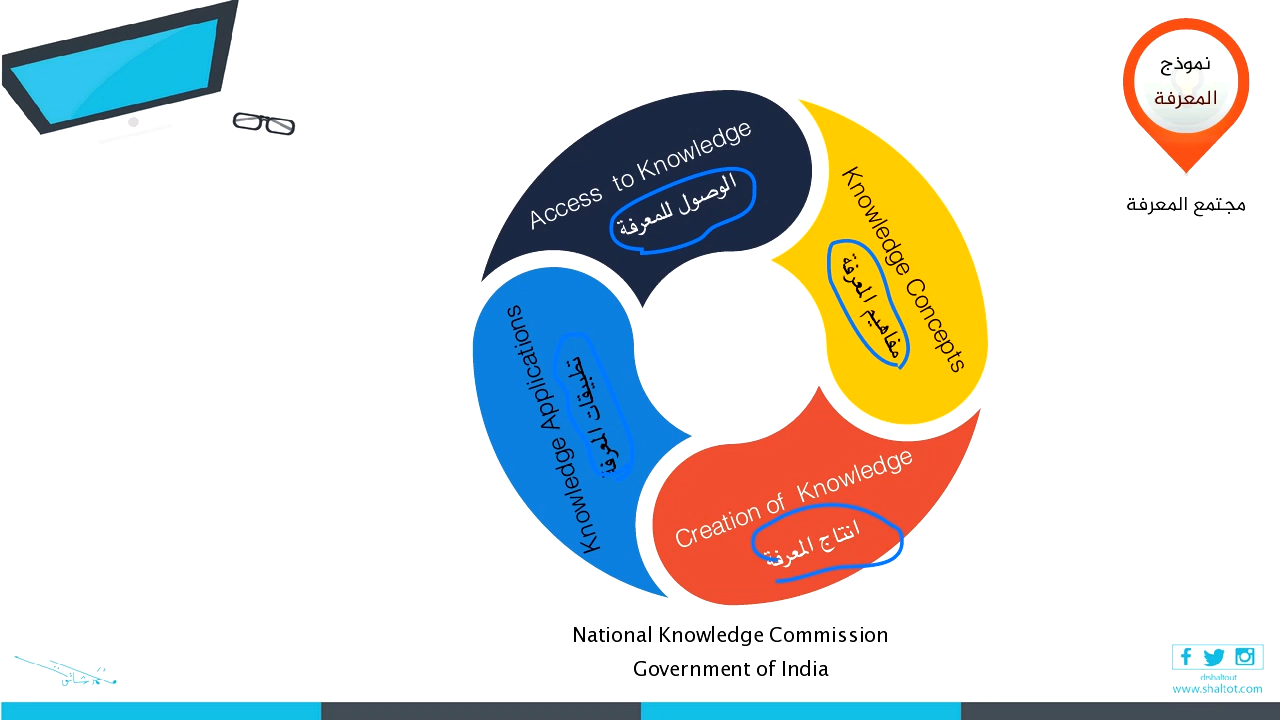 نموذج
المعرفة
مجتمع المعرفة
Access to Knowledge
الوصول للمعرفة
Knowledge Concepts
مفاهيم المعرفة
Knowledge Applications
تطبيقات المعرفة
Creation of Knowledge
انتاج المعرفة
National Knowledge Commission
Government of India
drshaltout
www.shaltot.com